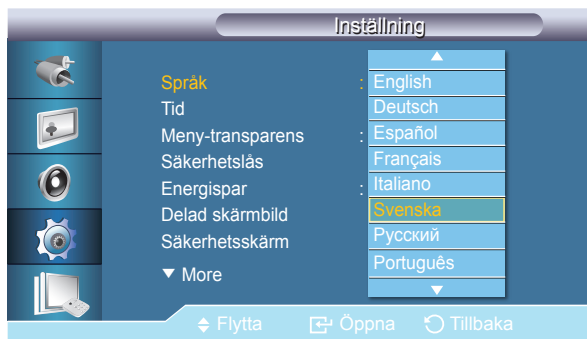 Inställning
Språk : English
Tid Deutsch
Meny-transparens : Español
Säkerhetslås Français
Energispar : Italiano
Delad skärmbild Svenska
Säkerhetsskärm Русский
▼ More Português
Flytta Öppna Tillbaka